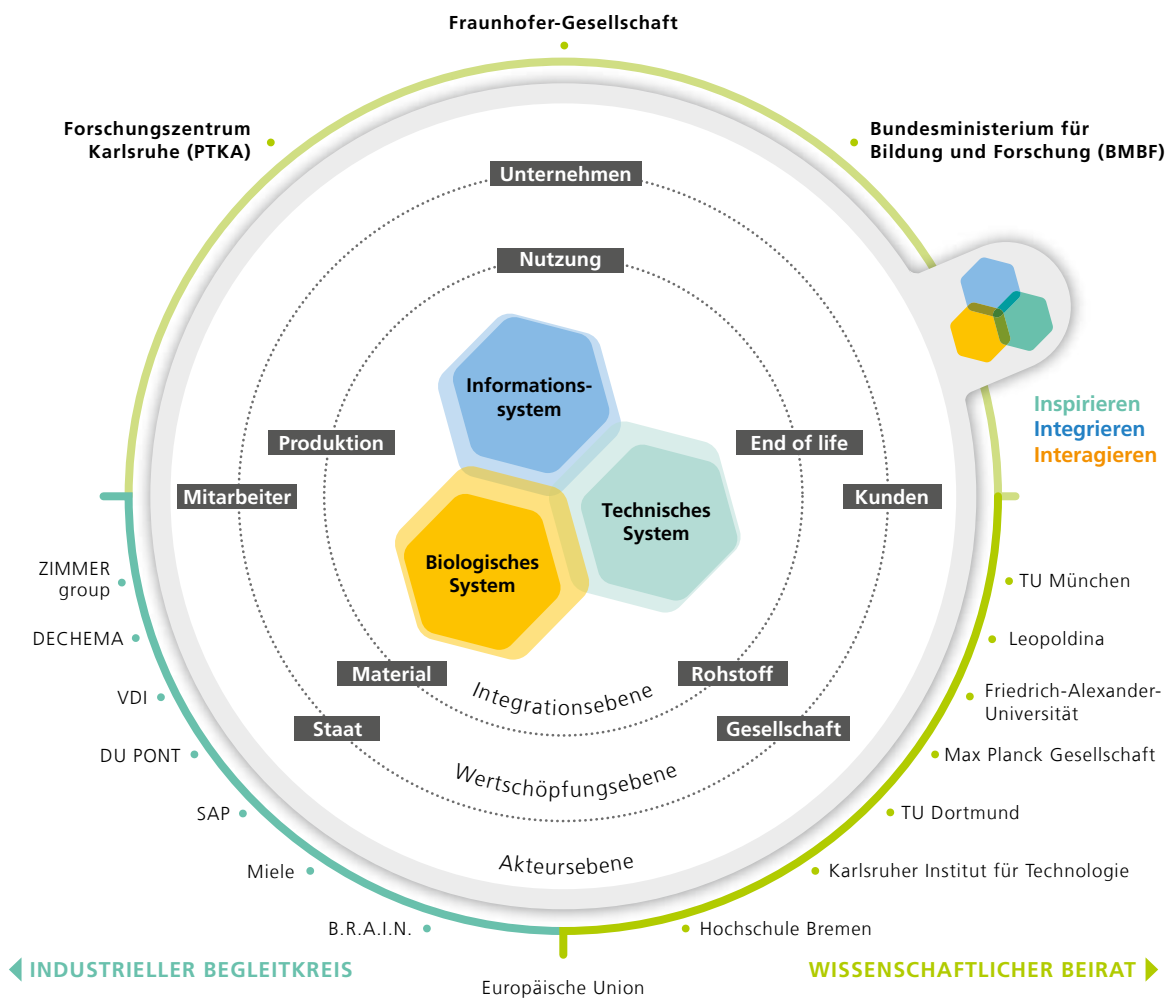 Fraunhofer-Gesellschaft
Forschungszentrum
Karlsruhe (PTKA)
Bundesministerium für
Bildung und Forschung (BMBF)
Unternehmen
Nutzung
Informations-
system
Inspirieren
Integrieren
Interagieren
Produktion
End of life
Mitarbeiter
Kunden
Technisches
System
Biologisches
System
Material
Rohstoff
Integrationsebene
Staat
Gesellschaft
Wertschöpfungsebene
Akteursebene
ZIMMER
group
DECHEMA
VDI
DU PONT
SAP
Miele
B.R.A.I.N.
TU München
Leopoldina
Friedrich-Alexander-
Universität
Max Planck Gesellschaft
TU Dortmund
Karlsruher Institut für Technologie
Hochschule Bremen
INDUSTRIELLER BEGLEITKREIS
WISSENSCHAFTLICHER BEIRAT
Europäische Union